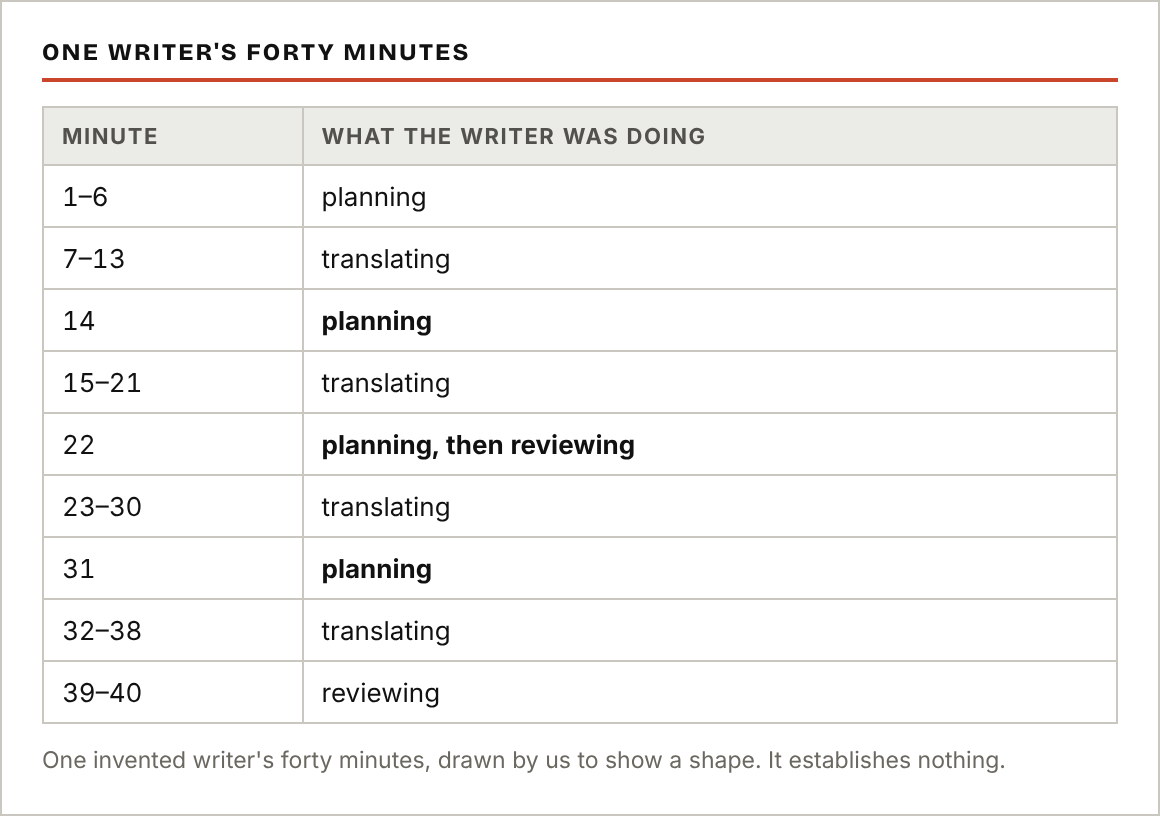 ONE WRITER'S FORTY MINUTES
MINUTE WHAT THE WRITER WAS DOING
1–6 planning
7–13 translating
14 planning
15–21 translating
22 planning, then reviewing
23–30 translating
31 planning
32–38 translating
39–40 reviewing
One invented writer's forty minutes, drawn by us to show a shape. It establishes nothing.